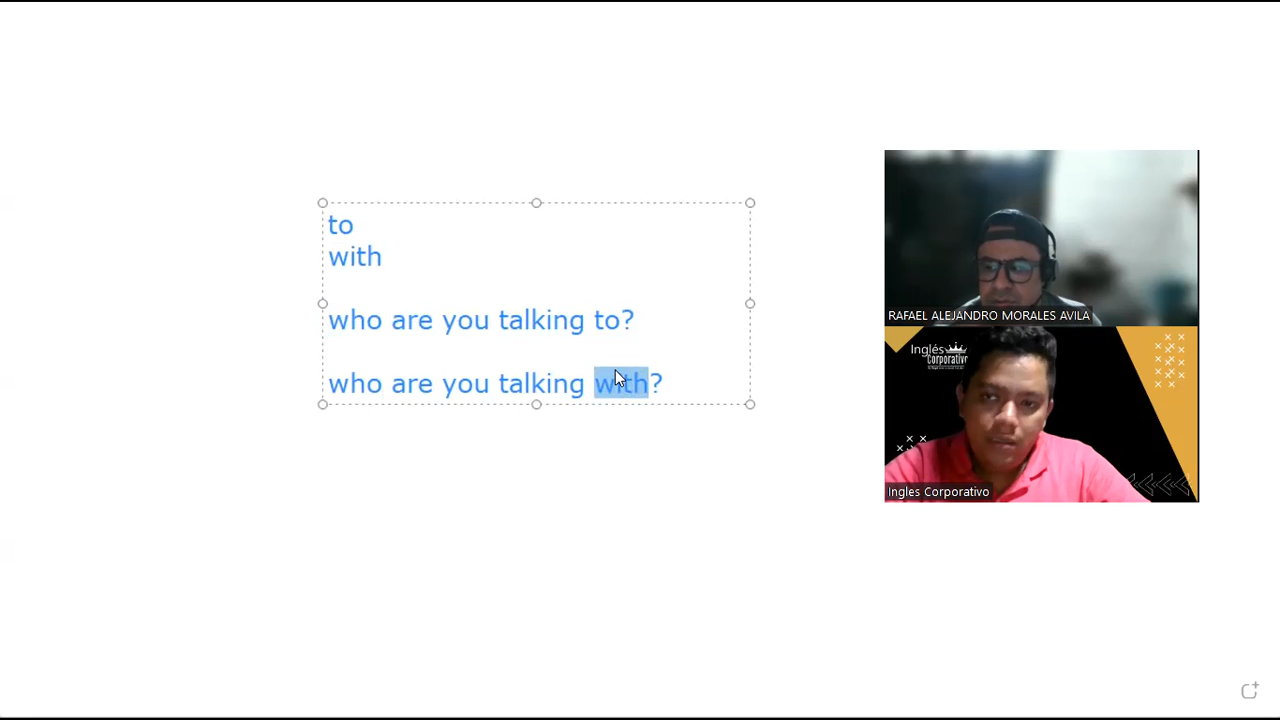 to
with
who are you talking to?
who are you talking with?
RAFAEL ALEJANDRO MORALES AVILA
Inglés
Corporativo
Ingles Corporativo